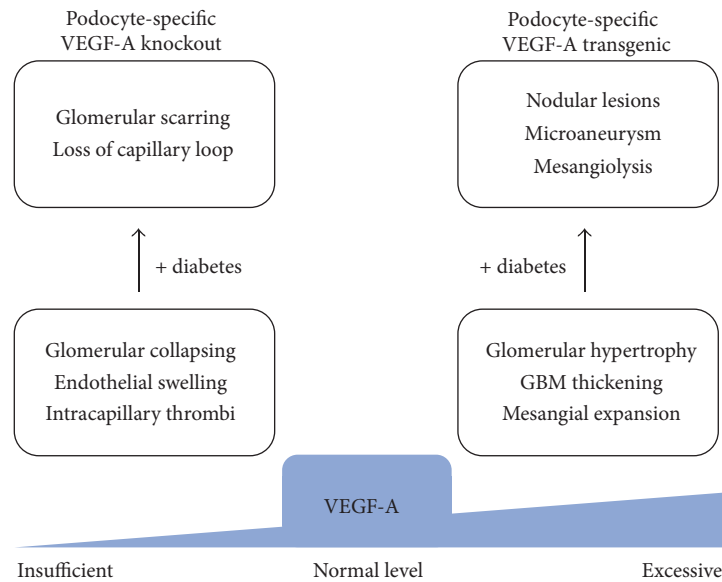 Podocyte-specific
VEGF-A knockout
Glomerular scarring
Loss of capillary loop
+ diabetes
Glomerular collapsing
Endothelial swelling
Intracapillary thrombi
Podocyte-specific
VEGF-A transgenic
Nodular lesions
Microaneurysm
Mesangiolysis
+ diabetes
Glomerular hypertrophy
GBM thickening
Mesangial expansion
VEGF-A
Insufficient
Normal level
Excessive